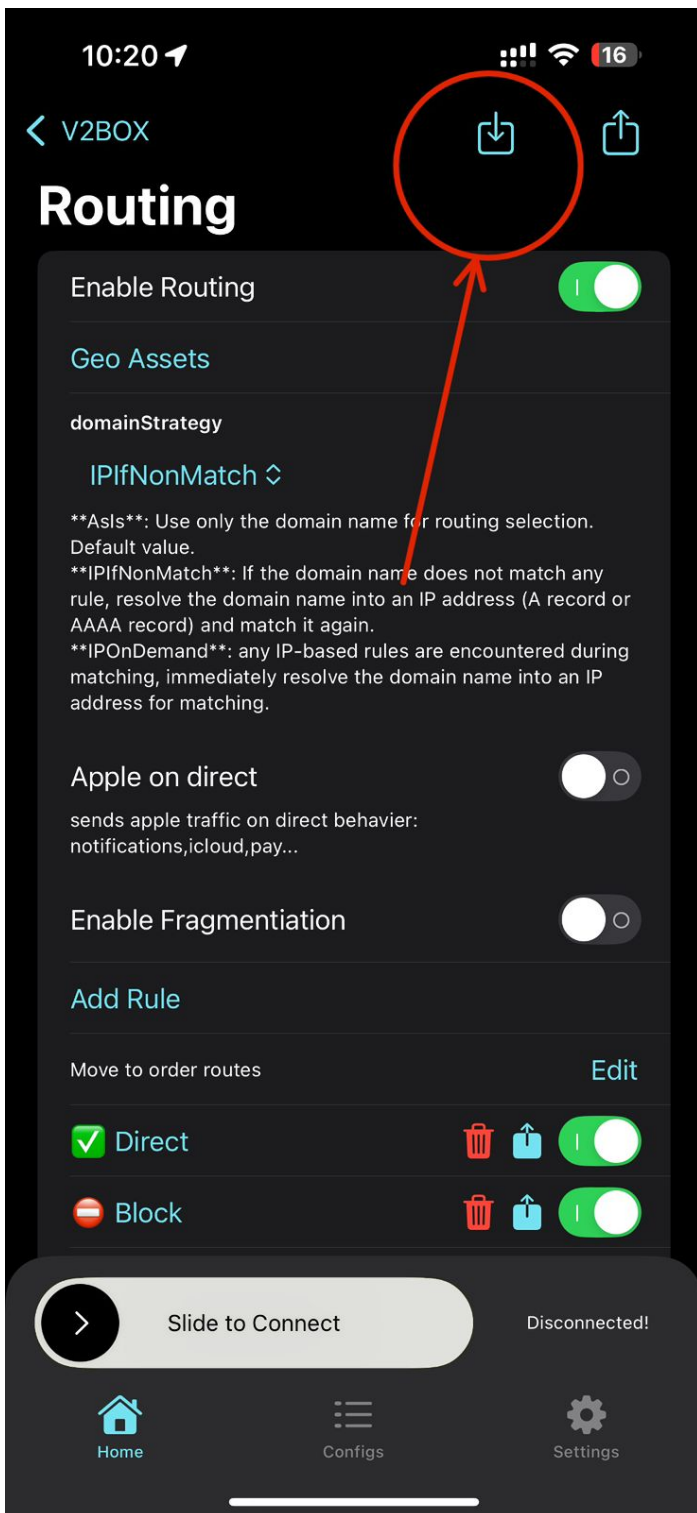 10:20
16
V2BOX
Routing
Enable Routing
Geo Assets
domainStrategy
IPIfNonMatch
**AsIs**: Use only the domain name for routing selection.
Default value.
**IPIfNonMatch**: If the domain name does not match any
rule, resolve the domain name into an IP address (A record or
AAAA record) and match it again.
**IPOnDemand**: any IP-based rules are encountered during
matching, immediately resolve the domain name into an IP
address for matching.
Apple on direct
sends apple traffic on direct behavier:
notifications,icloud,pay...
Enable Fragmentiation
Add Rule
Move to order routes Edit
Direct
Block
Slide to Connect Disconnected!
Home Configs Settings